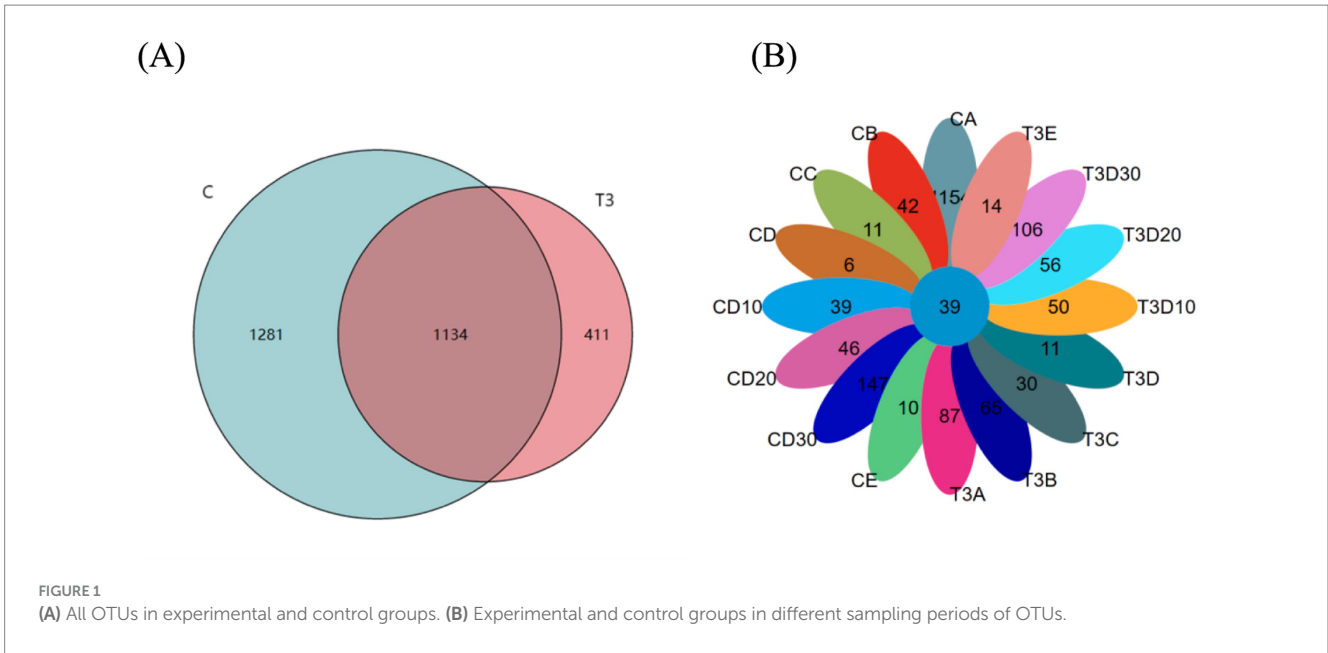 (A)
(B)
C
T3
1281
1134
411
CA
CB
T3E
CC
T3D30
CD
T3D20
CD10
T3D10
CD20
T3D
CD30
T3C
CE
T3A
T3B
42
14
11
106
6
56
39
39
50
46
11
147
30
10
87
65
FIGURE 1
(A) All OTUs in experimental and control groups. (B) Experimental and control groups in different sampling periods of OTUs.